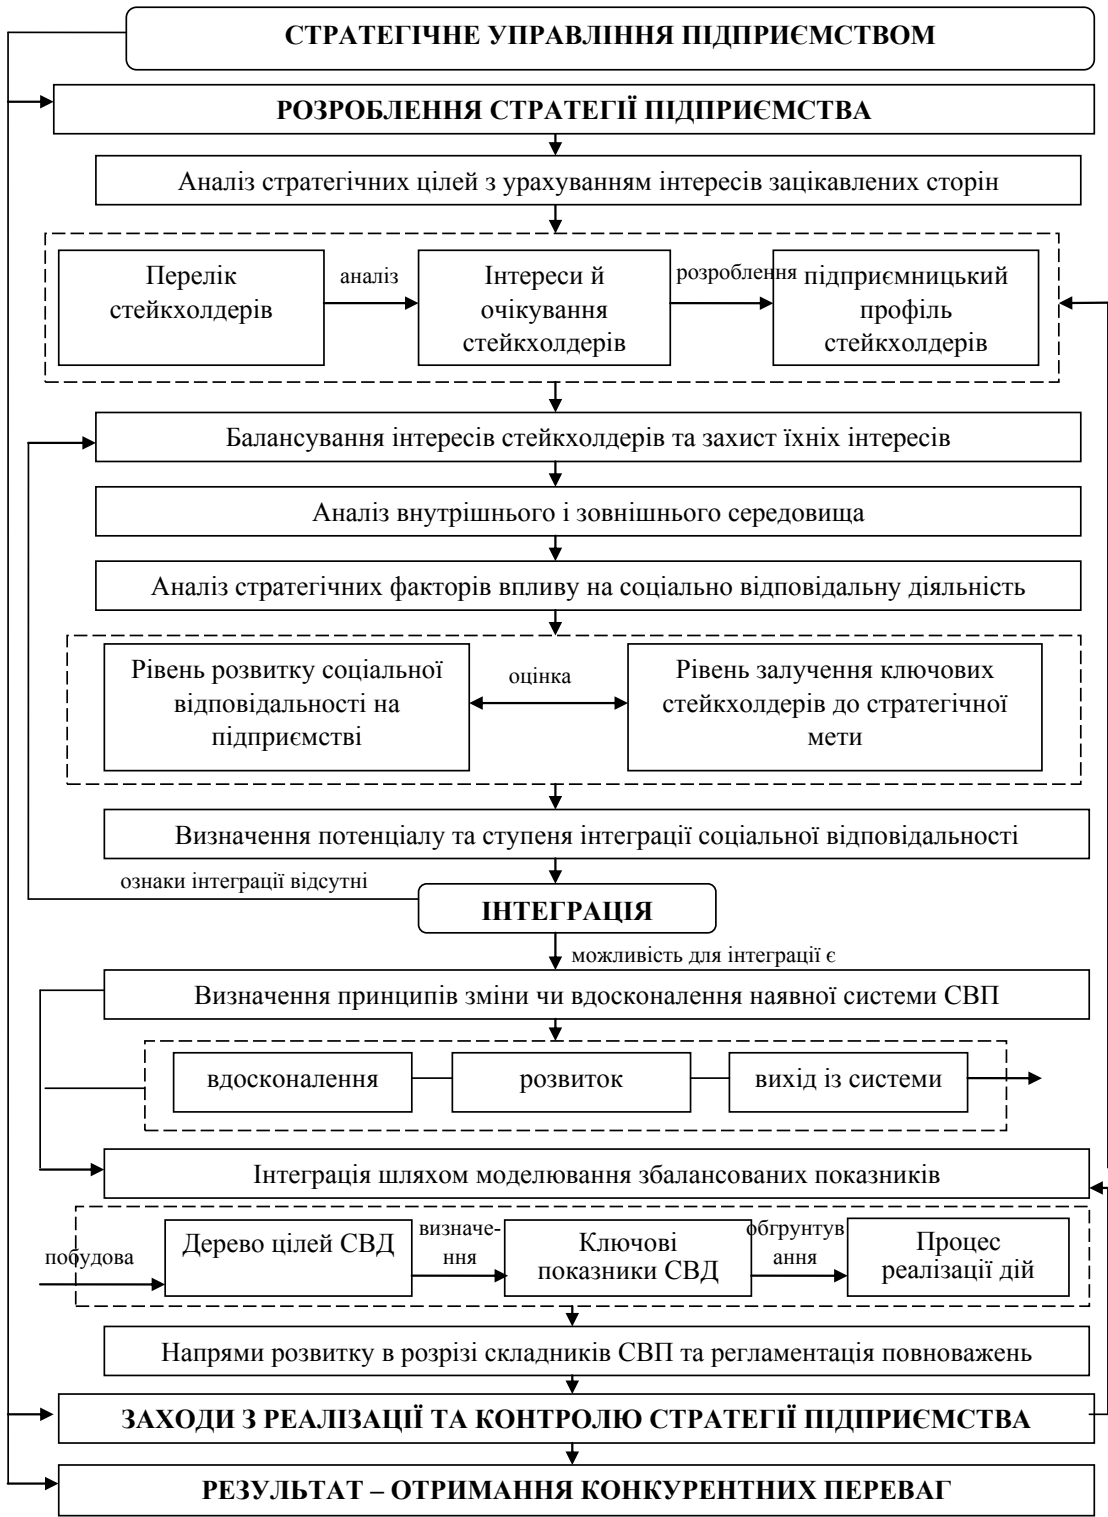 СТРАТЕГІЧНЕ УПРАВЛІННЯ ПІДПРИЄМСТВОМ
РОЗРОБЛЕННЯ СТРАТЕГІЇ ПІДПРИЄМСТВА
Аналіз стратегічних цілей з урахуванням інтересів зацікавлених сторін
Перелік
стейкхолдерів
аналіз
Інтереси й
очікування
стейкхолдерів
розроблення
підприємницький
профіль
стейкхолдерів
Балансування інтересів стейкхолдерів та захист їхніх інтересів
Аналіз внутрішнього і зовнішнього середовища
Аналіз стратегічних факторів впливу на соціально відповідальну діяльність
Рівень розвитку соціальної
відповідальності на
підприємстві
оцінка
Рівень залучення ключових
стейкхолдерів до стратегічної
мети
Визначення потенціалу та ступеня інтеграції соціальної відповідальності
ознаки інтеграції відсутні
ІНТЕГРАЦІЯ
можливість для інтеграції є
Визначення принципів зміни чи вдосконалення наявної системи СВП
вдосконалення
розвиток
вихід із системи
Інтеграція шляхом моделювання збалансованих показників
побудова
Дерево цілей СВД
визначе-
ння
Ключові
показники СВД
обгрунтув
ання
Процес
реалізації дій
Напрями розвитку в розрізі складників СВП та регламентація повноважень
ЗАХОДИ З РЕАЛІЗАЦІЇ ТА КОНТРОЛЮ СТРАТЕГІЇ ПІДПРИЄМСТВА
РЕЗУЛЬТАТ – ОТРИМАННЯ КОНКУРЕНТНИХ ПЕРЕВАГ